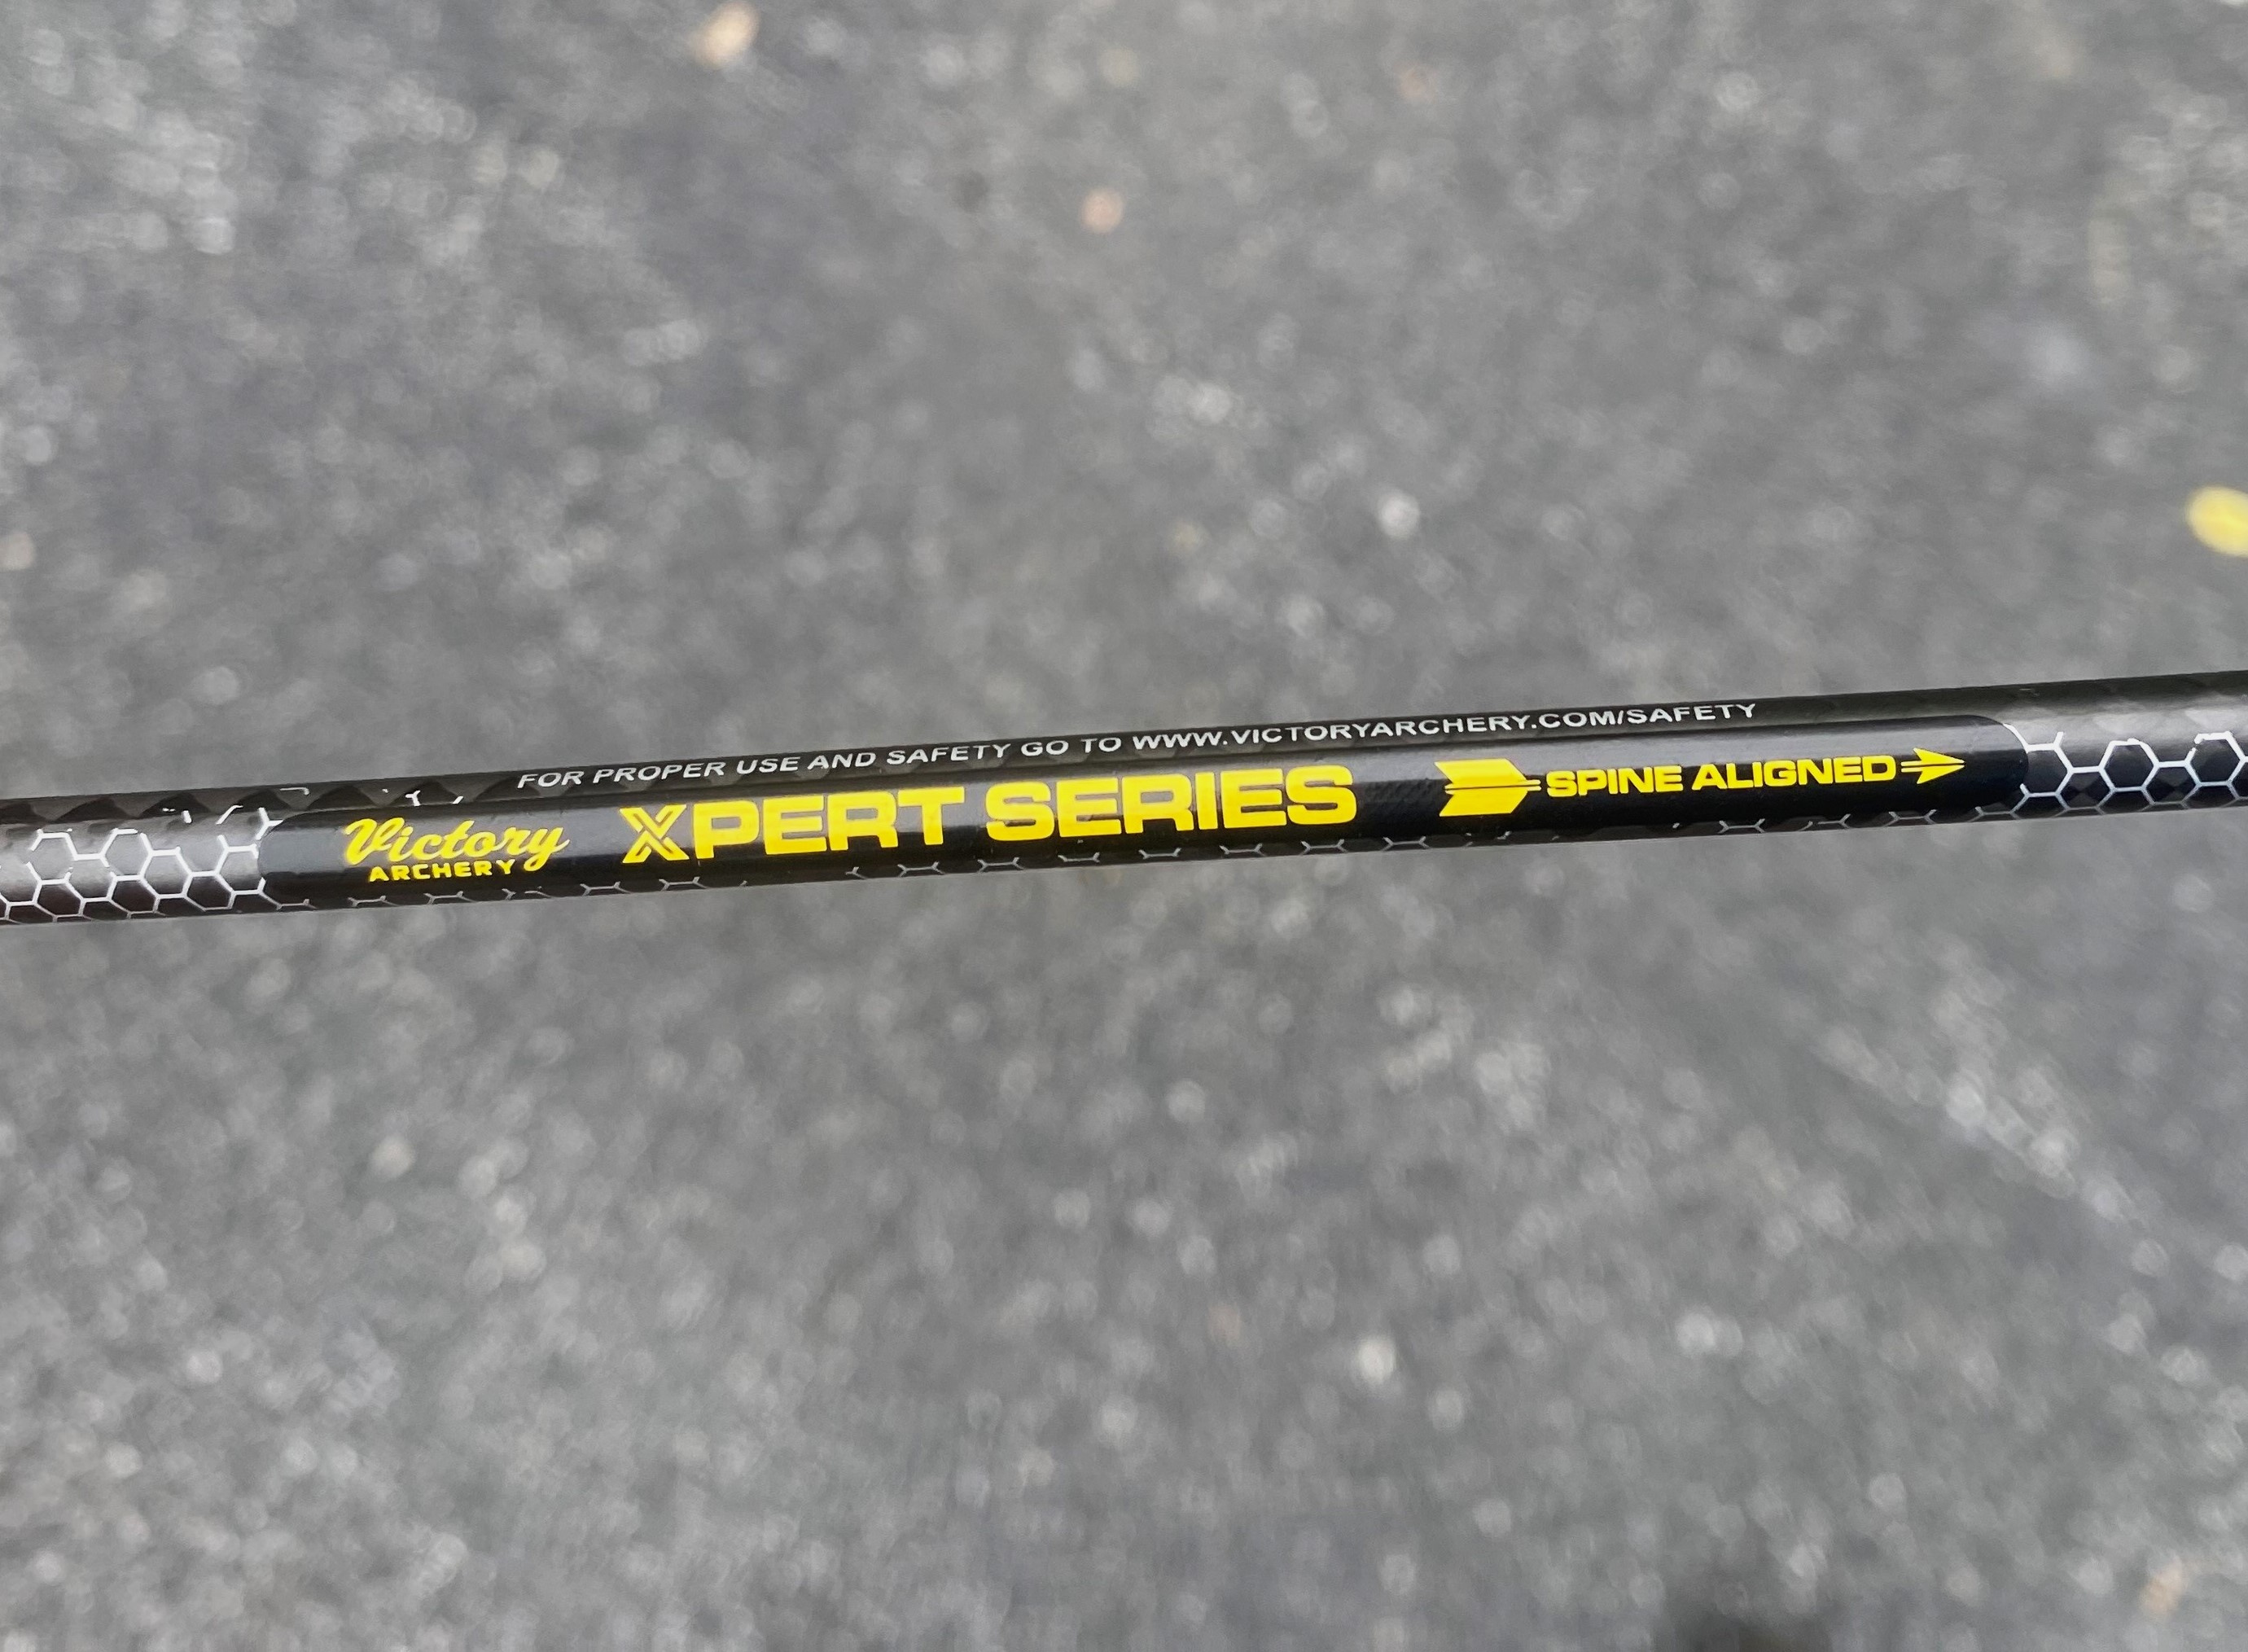 FOR PROPER USE AND SAFETY GO TO WWW.VICTORYARCHERY.COM/SAFETY
Victory
ARCHERY
XPERT SERIES
SPINE ALIGNED